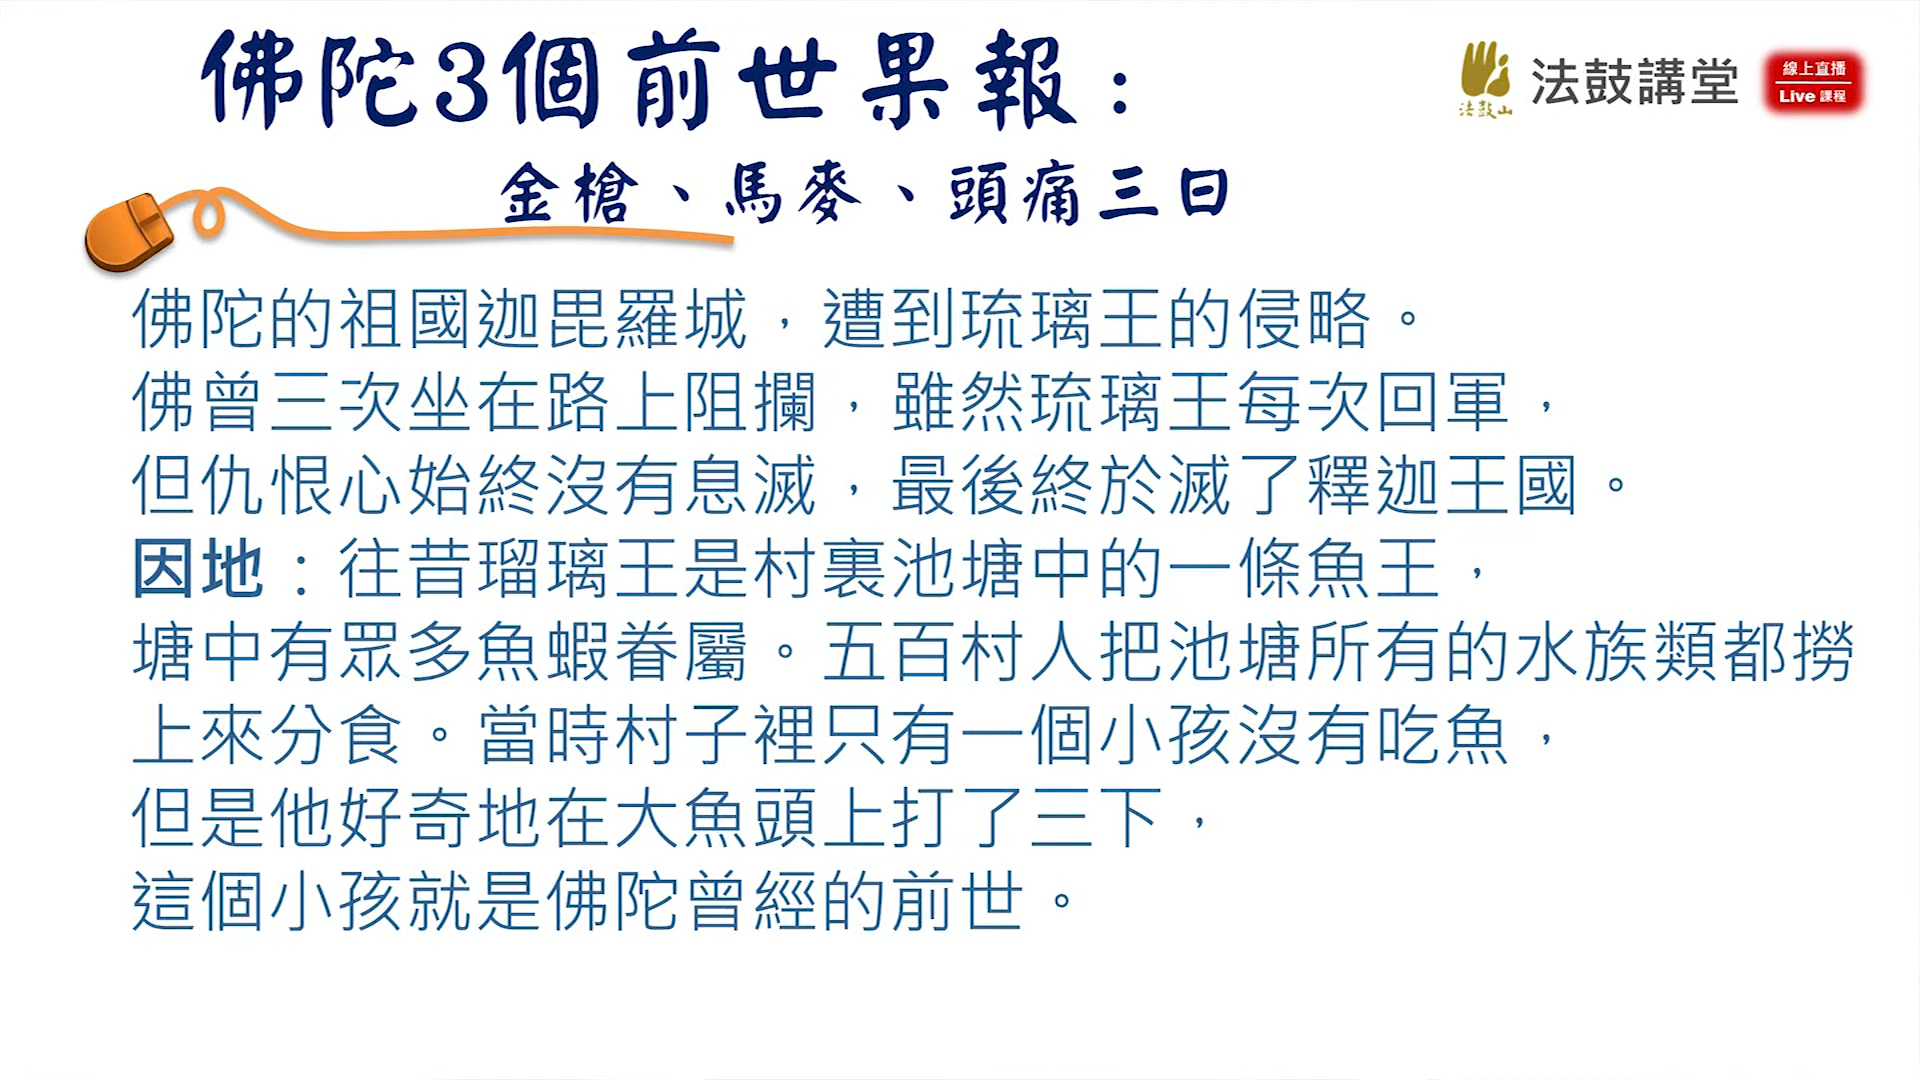 佛陀3個前世果報：
法鼓山
法鼓講堂
線上直播
Live 課程
金槍、馬麥、頭痛三日
佛陀的祖國迦毘羅城，遭到琉璃王的侵略。
佛曾三次坐在路上阻攔，雖然琉璃王每次回軍，
但仇恨心始終沒有息滅，最後終於滅了釋迦王國。
因地：往昔瑠璃王是村裏池塘中的一條魚王，
塘中有眾多魚蝦眷屬。五百村人把池塘所有的水族類都撈
上來分食。當時村子裡只有一個小孩沒有吃魚，
但是他好奇地在大魚頭上打了三下，
這個小孩就是佛陀曾經的前世。